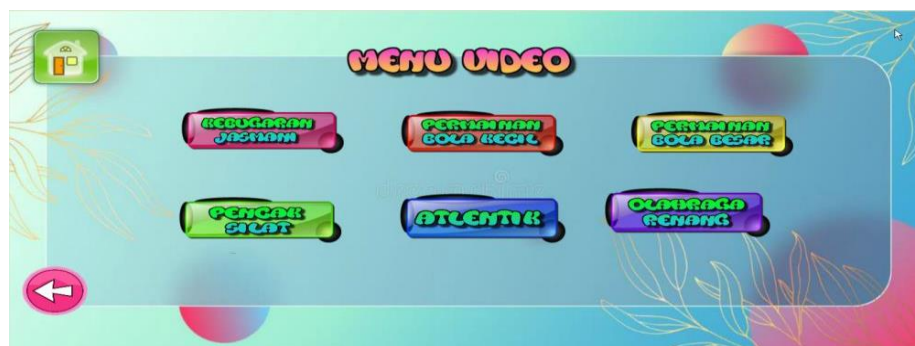 MENU VIDEO
KEBUGARAN
JASMANI
PERMAINAN
BOLA KECIL
PERMAINAN
BOLA BESAR
PENCAK
SILAT
ATLENTIK
OLAHRAGA
RENANG